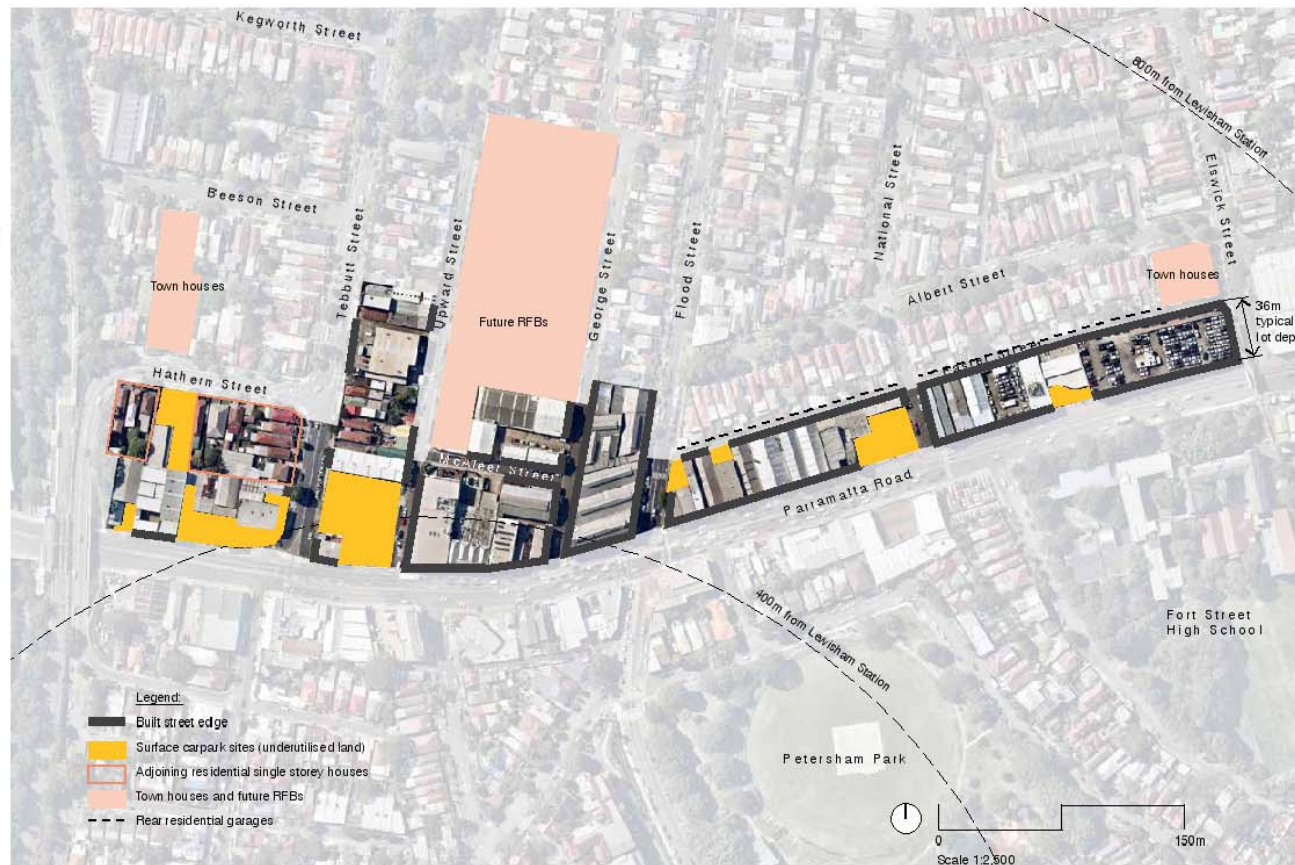 Kegworth Street
800m from Lewisham Station
Elswick Street
Beeson Street
Tebbutt Street
Upward Street
George Street
Flood Street
National Street
Albert Street
Town houses
Town houses
Future RFBs
36m
typical
lot dep
Hathern Street
McAleer Street
Parramatta Road
400m from Lewisham Station
Fort Street
High School
Petersham Park
Legend:
Built street edge
Surface carpark sites (underutilised land)
Adjoining residential single storey houses
Town houses and future RFBs
Rear residential garages
0
150m
Scale 1:2,500